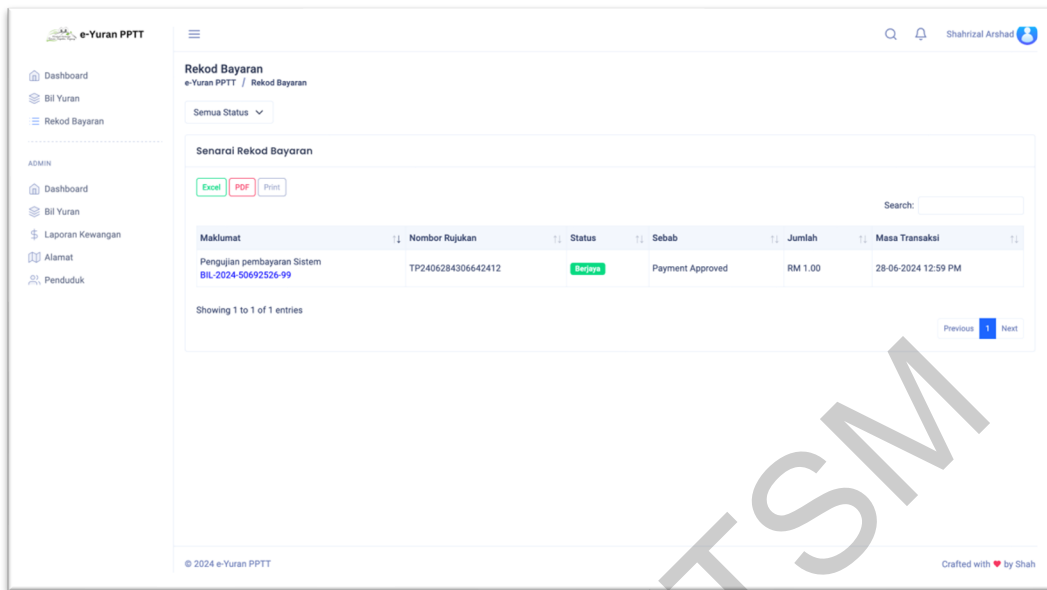 e-Yuran PPTT
Shahrizal Arshad
Dashboard
Bil Yuran
Rekod Bayaran
ADMIN
Dashboard
Bil Yuran
$ Laporan Kewangan
Alamat
Penduduk
Rekod Bayaran
e-Yuran PPTT / Rekod Bayaran
Semua Status
Senarai Rekod Bayaran
Excel PDF Print
Search:
Maklumat Nombor Rujukan Status Sebab Jumlah Masa Transaksi
Pengujian pembayaran Sistem
BIL-2024-50692526-99 TP2406284306642412 Berjaya Payment Approved RM 1.00 28-06-2024 12:59 PM
Showing 1 to 1 of 1 entries
Previous 1 Next
© 2024 e-Yuran PPTT
Crafted with ♥ by Shah
TSM